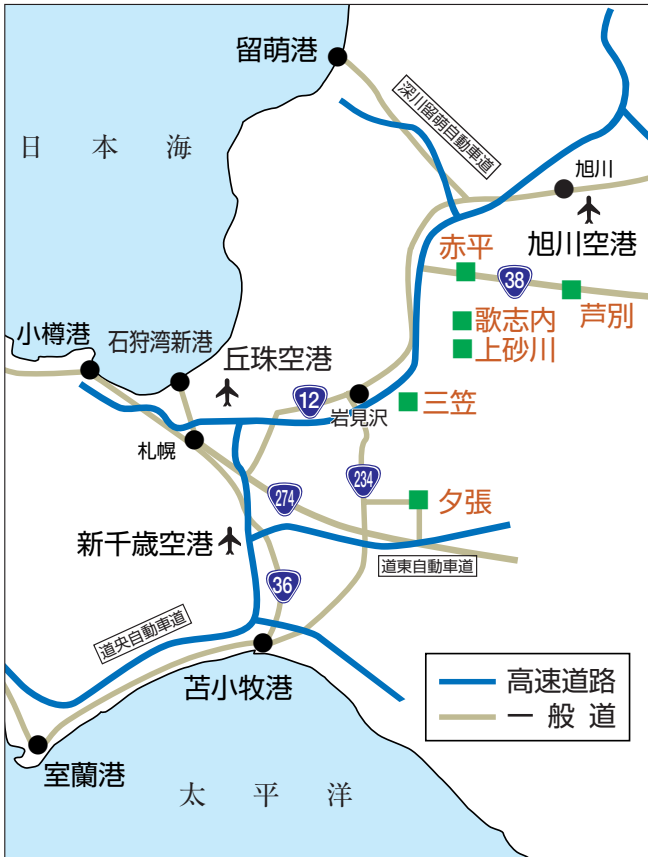 留萌港
深川留萌自動車道
日本海
旭川
旭川空港
赤平
38
芦別
歌志内
上砂川
小樽港
石狩湾新港
丘珠空港
12
岩見沢
三笠
札幌
234
274
夕張
新千歳空港
道東自動車道
36
道央自動車道
苫小牧港
高速道路
一般道
室蘭港
太平洋